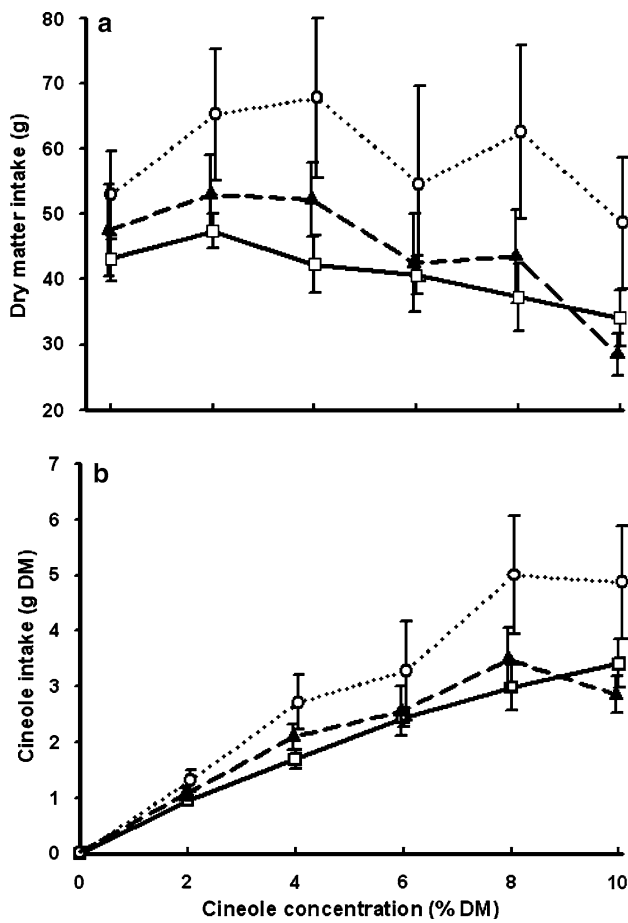 a
80
70
60
50
40
30
20
Dry matter intake (g)
b
7
6
5
4
3
2
1
0
Cineole intake (g DM)
0 2 4 6 8 10
Cineole concentration (% DM)